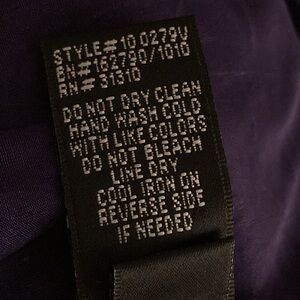 STYLE# 10 0279V
BN# 162790/1010
RN# 31310
DO NOT DRY CLEAN
HAND WASH COLD
WITH LIKE COLORS
DO NOT BLEACH
LINE DRY
COOL IRON ON
REVERSE SIDE
IF NEEDED